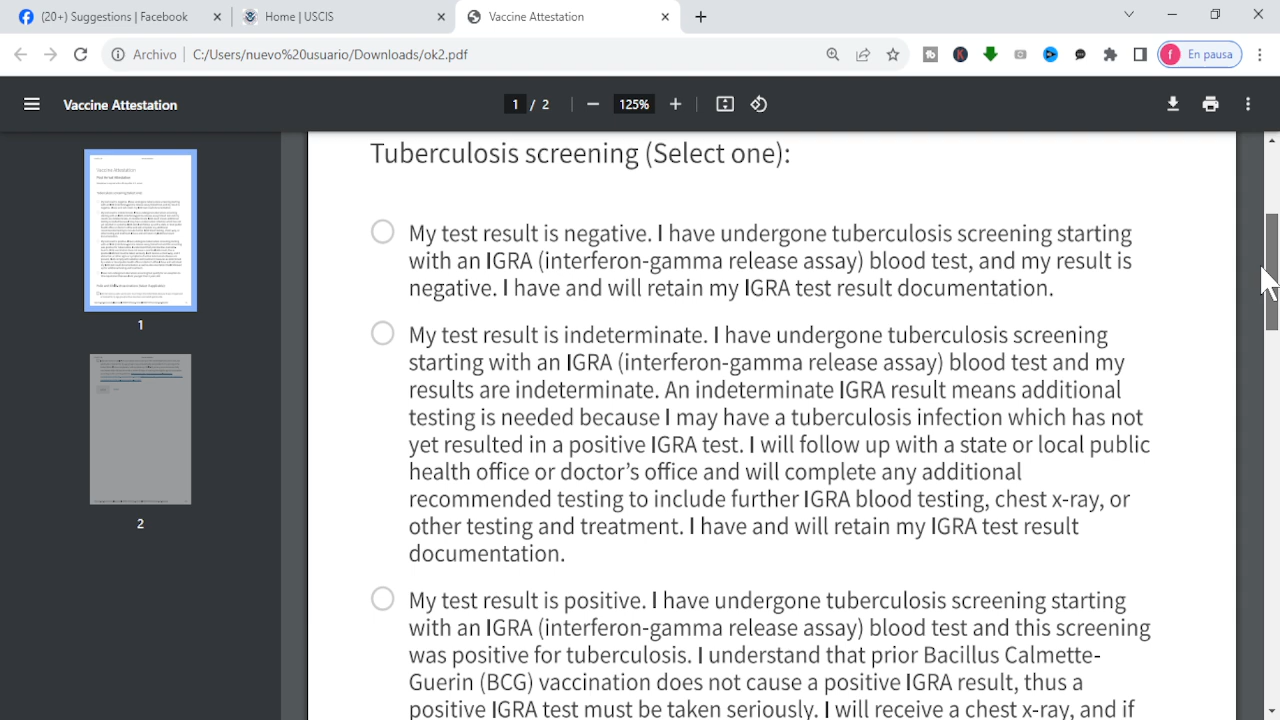 (20+) Suggestions | Facebook
Home | USCIS
Vaccine Attestation
Archivo
C:/Users/nuevo%20usuario/Downloads/ok2.pdf
En pausa
Vaccine Attestation
1 / 2
125%
Tuberculosis screening (Select one):
My test result is negative. I have undergone tuberculosis screening starting
with an IGRA (interferon-gamma release assay) blood test, and my result is
negative. I have and will retain my IGRA test result documentation.
My test result is indeterminate. I have undergone tuberculosis screening
starting with an IGRA (interferon-gamma release assay) blood test and my
results are indeterminate. An indeterminate IGRA result means additional
testing is needed because I may have a tuberculosis infection which has not
yet resulted in a positive IGRA test. I will follow up with a state or local public
health office or doctor’s office and will complete any additional
recommended testing to include further IGRA blood testing, chest x-ray, or
other testing and treatment. I have and will retain my IGRA test result
documentation.
My test result is positive. I have undergone tuberculosis screening starting
with an IGRA (interferon-gamma release assay) blood test and this screening
was positive for tuberculosis. I understand that prior Bacillus Calmette-
Guerin (BCG) vaccination does not cause a positive IGRA result, thus a
positive IGRA test must be taken seriously. I will receive a chest x-ray, and if
1
2